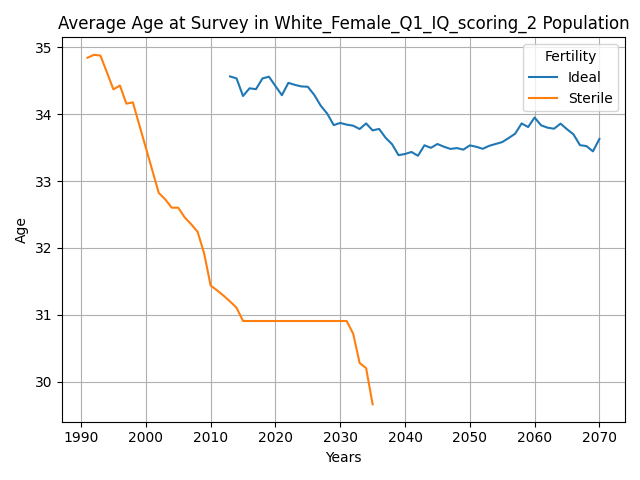 Average Age at Survey in White_Female_Q1_IQ_scoring_2 Population
Fertility
Ideal
Sterile
35
34
33
32
31
30
Age
1990 2000 2010 2020 2030 2040 2050 2060 2070
Years